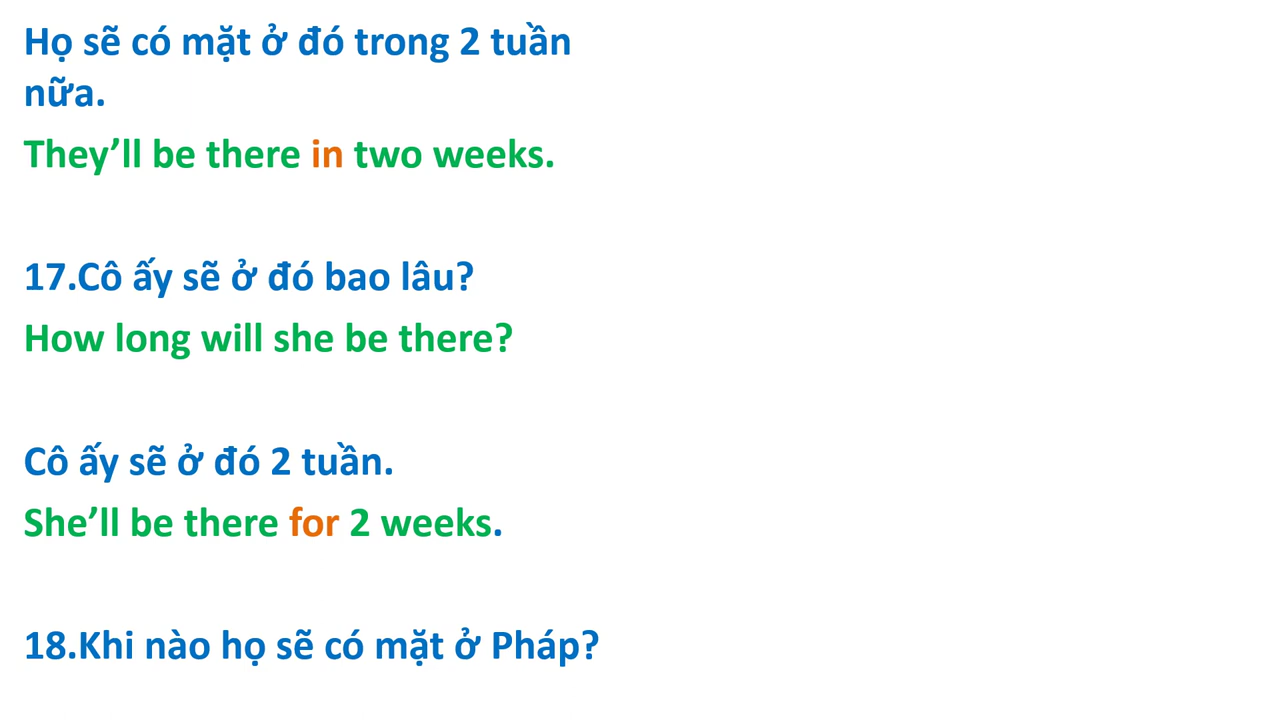 Họ sẽ có mặt ở đó trong 2 tuần
nữa.
They’ll be there in two weeks.
17.Cô ấy sẽ ở đó bao lâu?
How long will she be there?
Cô ấy sẽ ở đó 2 tuần.
She’ll be there for 2 weeks.
18.Khi nào họ sẽ có mặt ở Pháp?